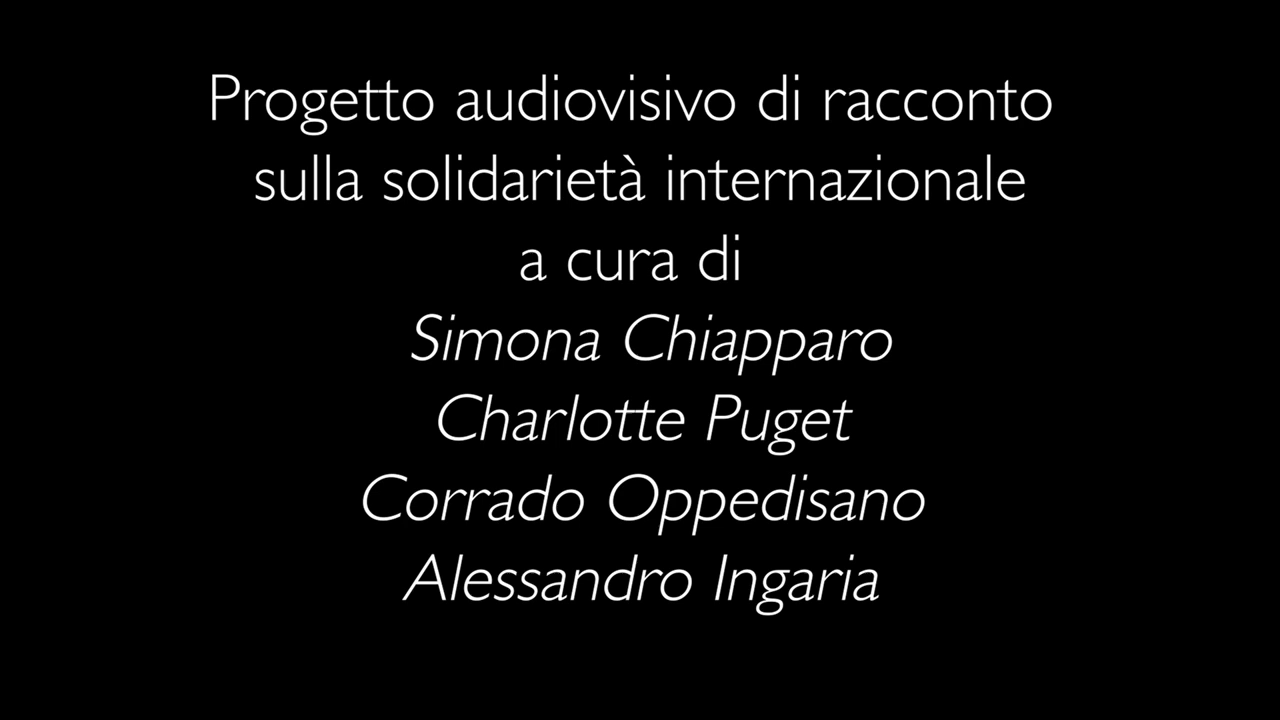 Progetto audiovisivo di racconto
sulla solidarietà internazionale
a cura di
Simona Chiapparo
Charlotte Puget
Corrado Oppedisano
Alessandro Ingaria